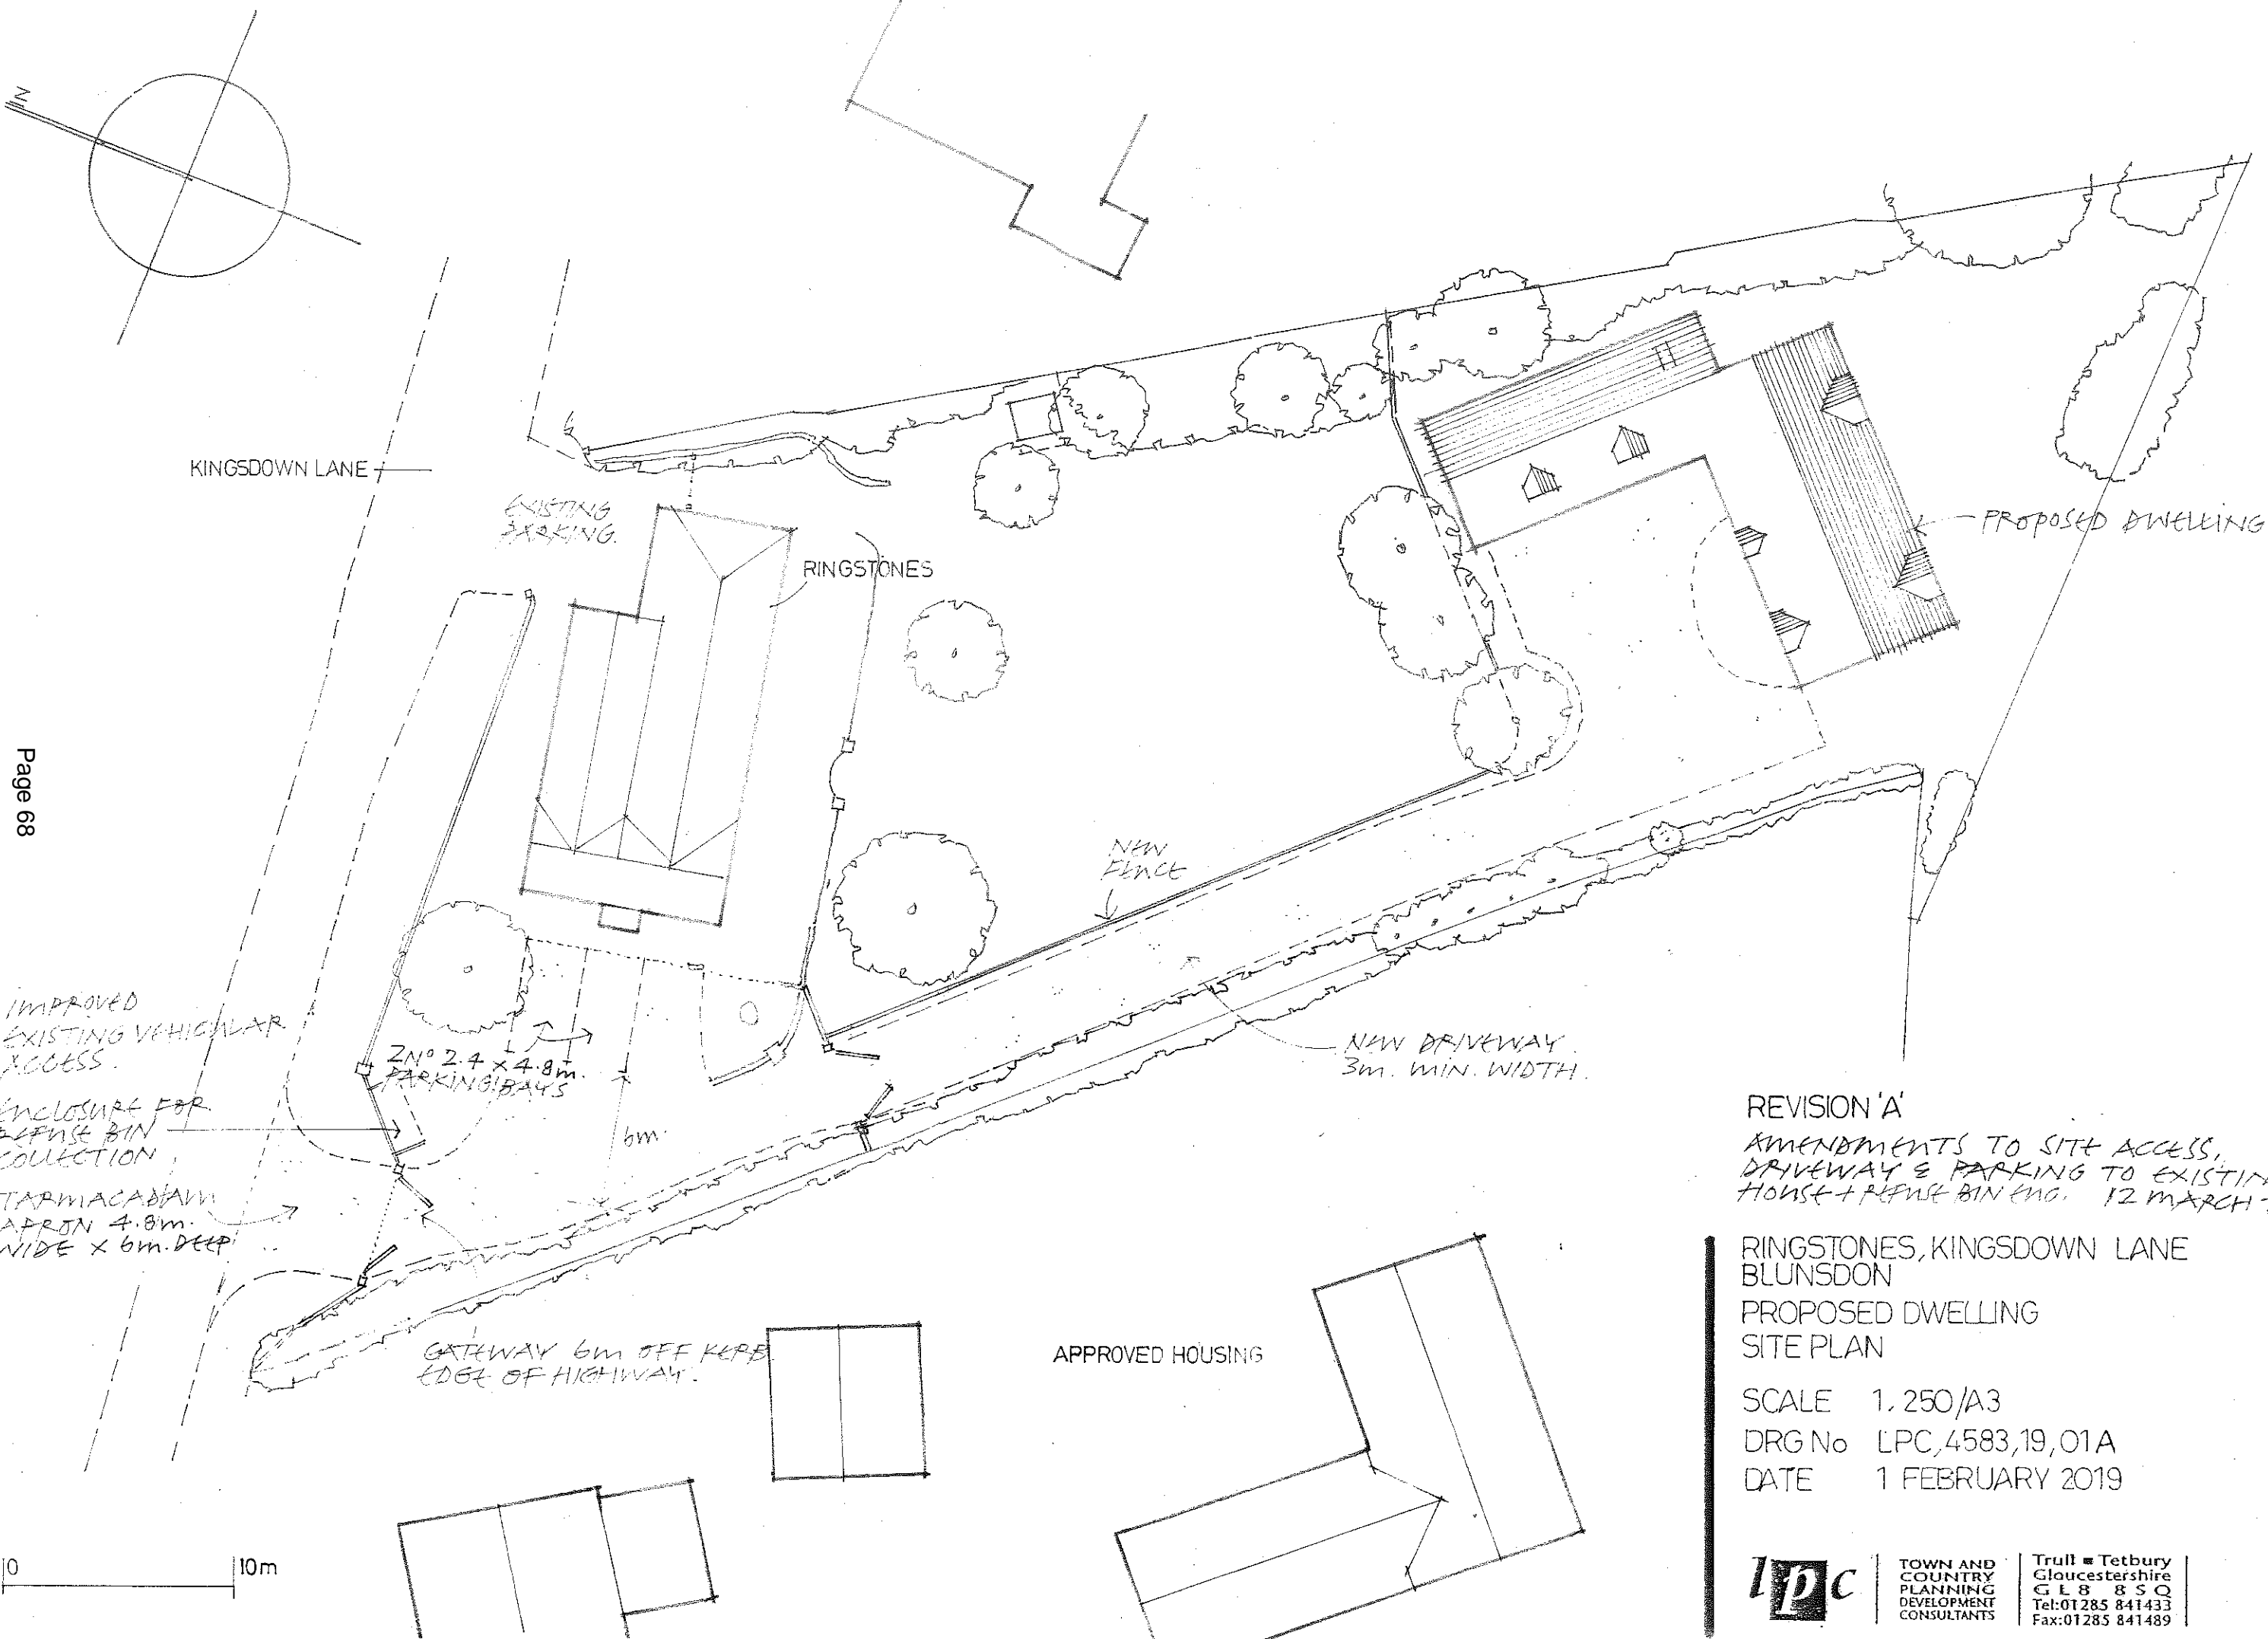 N
KINGSDOWN LANE
EXISTING
PARKING.
RINGSTONES
PROPOSED DWELLING
Page 68
NEW
FENCE
IMPROVED
EXISTING VEHICULAR
ACCESS.
2 Nº 2.4 x 4.8m.
PARKING BAYS
ENCLOSURE FOR
REFUSE BIN
COLLECTION
6m.
TARMACADAM
APRON 4.8m.
WIDE X 6m. DEEP
NEW DRIVEWAY
3m. MIN. WIDTH.
GATEWAY 6m OFF KERB
EDGE OF HIGHWAY.
APPROVED HOUSING
0 10m
REVISION 'A'
AMENDMENTS TO SITE ACCESS,
DRIVEWAY & PARKING TO EXISTIN
HOUSE + REFUSE BIN ENC. 12 MARCH
RINGSTONES, KINGSDOWN LANE
BLUNSDON
PROPOSED DWELLING
SITE PLAN
SCALE 1.250/A3
DRG No LPC,4583,19,01A
DATE 1 FEBRUARY 2019
lpc
TOWN AND
COUNTRY
PLANNING
DEVELOPMENT
CONSULTANTS
Trull ▪ Tetbury
Gloucestershire
GL8 8SQ
Tel:01285 841433
Fax:01285 841489